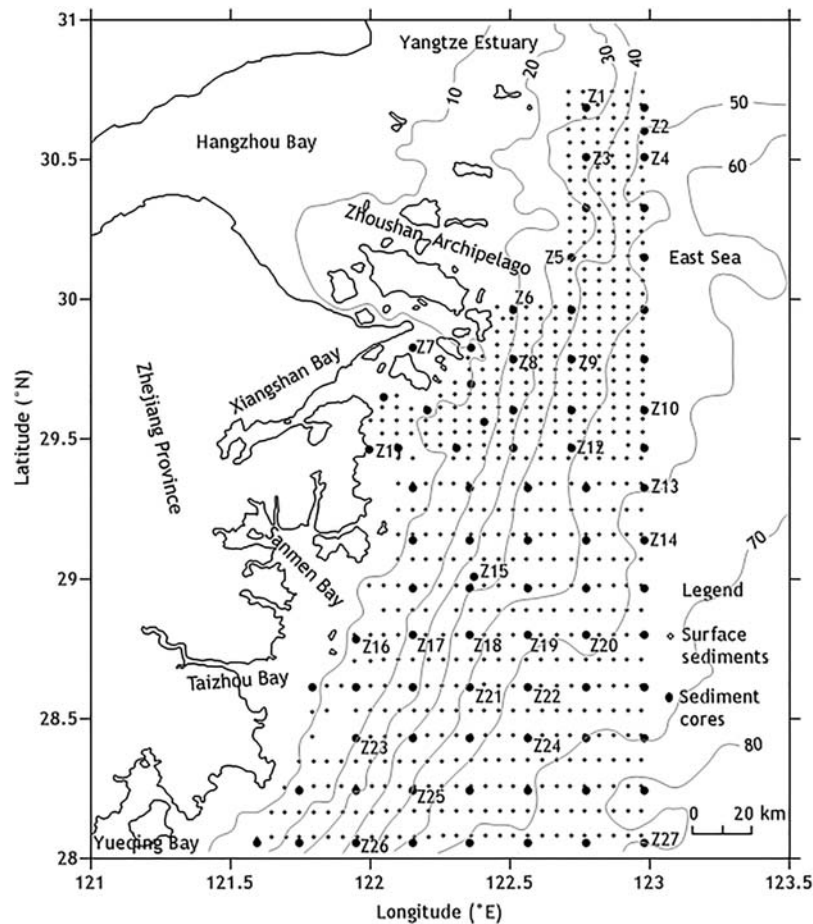 31
30.5
30
29.5
29
28.5
28
Latitude (°N)
121
121.5
122
122.5
123
123.5
Longitude (°E)
Yangtze Estuary
Hangzhou Bay
Zhoushan Archipelago
East Sea
Xiangshan Bay
Zhejiang Province
Sanmen Bay
Taizhou Bay
Yueqing Bay
10
20
30
40
50
60
70
80
Z1
Z2
Z3
Z4
Z5
Z6
Z7
Z8
Z9
Z10
Z11
Z12
Z13
Z14
Z15
Z16
Z17
Z18
Z19
Z20
Z21
Z22
Z23
Z24
Z25
Z26
Z27
Legend
Surface
sediments
Sediment
cores
0 20 km